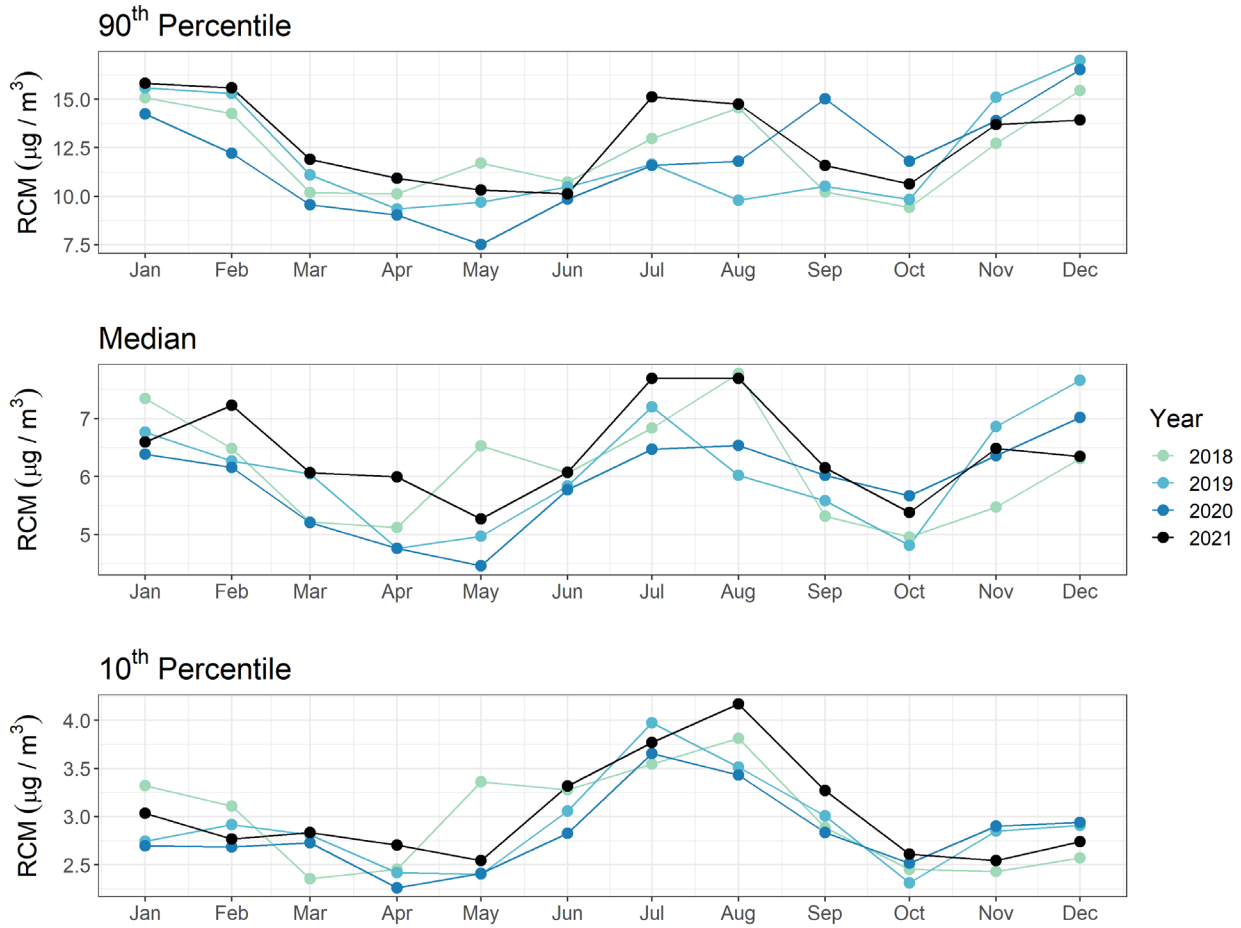 90th Percentile
RCM (µg / m³)
15.0
12.5
10.0
7.5
Jan Feb Mar Apr May Jun Jul Aug Sep Oct Nov Dec
Median
RCM (µg / m³)
7
6
5
Jan Feb Mar Apr May Jun Jul Aug Sep Oct Nov Dec
Year
2018
2019
2020
2021
10th Percentile
RCM (µg / m³)
4.0
3.5
3.0
2.5
Jan Feb Mar Apr May Jun Jul Aug Sep Oct Nov Dec